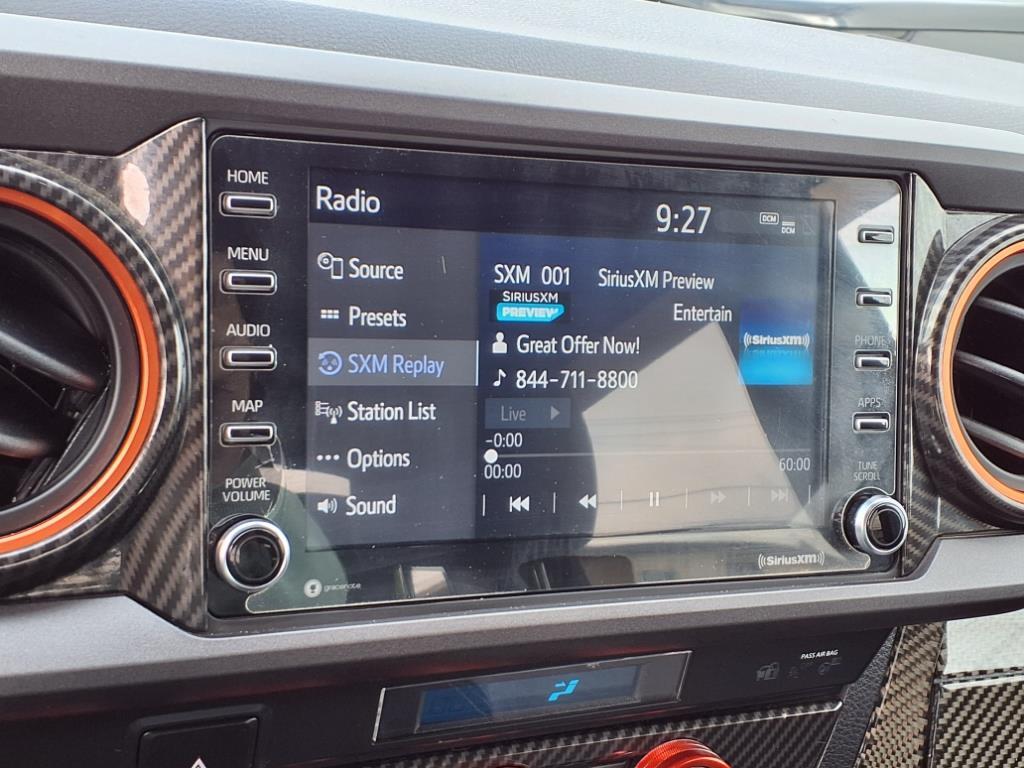 HOME
MENU
AUDIO
MAP
POWER
VOLUME
Radio
9:27
DCM
DCM
Source
Presets
SXM Replay
Station List
Options
Sound
SXM 001 SiriusXM Preview
SIRIUSXM
PREVIEW
Entertain
Great Offer Now!
844-711-8800
Live
-0:00
00:00
60:00
SiriusXM
PHONE
APPS
TUNE
SCROLL
gracenote
SiriusXM
PASS AIR BAG